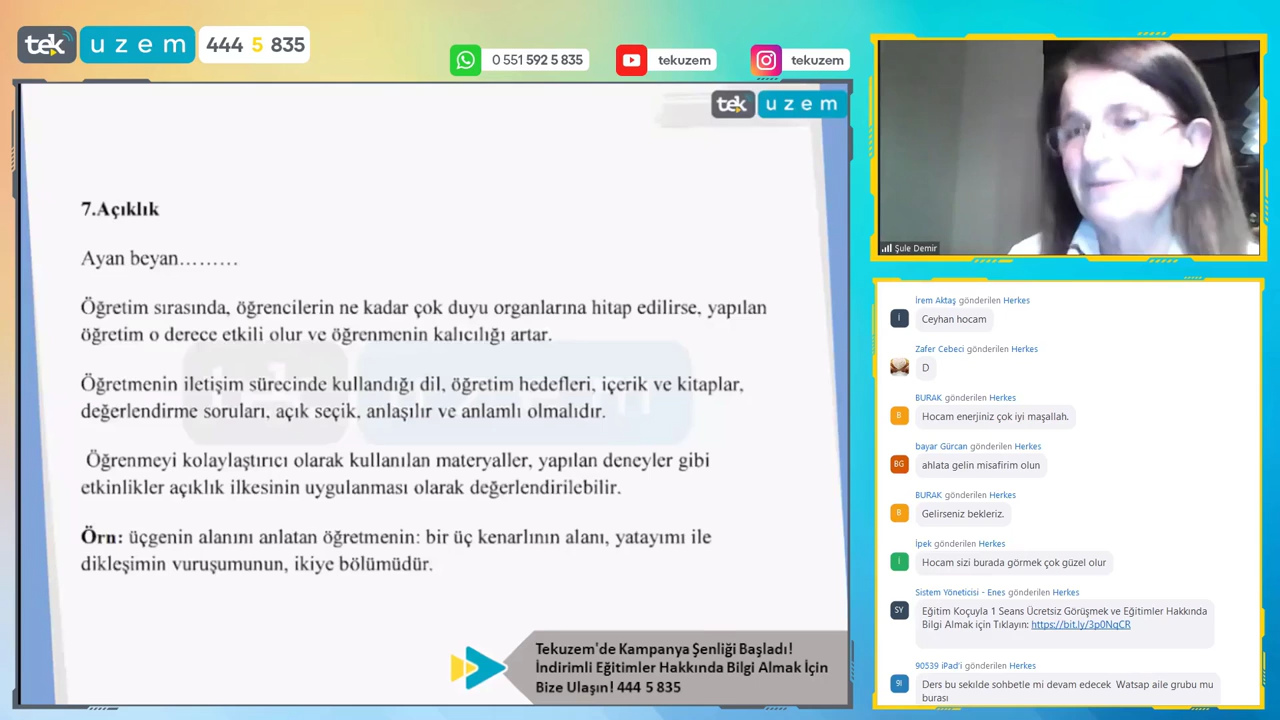 tek uzem 444 5 835
0 551 592 5 835
tekuzem
tekuzem
tek uzem
7.Açıklık
Ayan beyan………
Öğretim sırasında, öğrencilerin ne kadar çok duyu organlarına hitap edilirse, yapılan
öğretim o derece etkili olur ve öğrenmenin kalıcılığı artar.
Öğretmenin iletişim sürecinde kullandığı dil, öğretim hedefleri, içerik ve kitaplar,
değerlendirme soruları, açık seçik, anlaşılır ve anlamlı olmalıdır.
Öğrenmeyi kolaylaştırıcı olarak kullanılan materyaller, yapılan deneyler gibi
etkinlikler açıklık ilkesinin uygulanması olarak değerlendirilebilir.
Örn: üçgenin alanını anlatan öğretmenin: bir üç kenarlının alanı, yatayımı ile
dikleşimin vuruşumunun, ikiye bölümüdür.
Tekuzem'de Kampanya Şenliği Başladı!
İndirimli Eğitimler Hakkında Bilgi Almak İçin
Bize Ulaşın! 444 5 835
Şule Demir
İrem Aktaş gönderilen Herkes
İ
Ceyhan hocam
Zafer Cebeci gönderilen Herkes
D
BURAK gönderilen Herkes
B
Hocam enerjiniz çok iyi maşallah.
bayar Gürcan gönderilen Herkes
BG
ahlata gelin misafirim olun
BURAK gönderilen Herkes
B
Gelirseniz bekleriz.
İpek gönderilen Herkes
İ
Hocam sizi burada görmek çok güzel olur
Sistem Yöneticisi - Enes gönderilen Herkes
SY
Eğitim Koçuyla 1 Seans Ücretsiz Görüşmek ve Eğitimler Hakkında
Bilgi Almak için Tıklayın: https://bit.ly/3p0NqCR
90539 iPad'i gönderilen Herkes
9İ
Ders bu sekılde sohbetle mi devam edecek Watsap aile grubu mu
burası